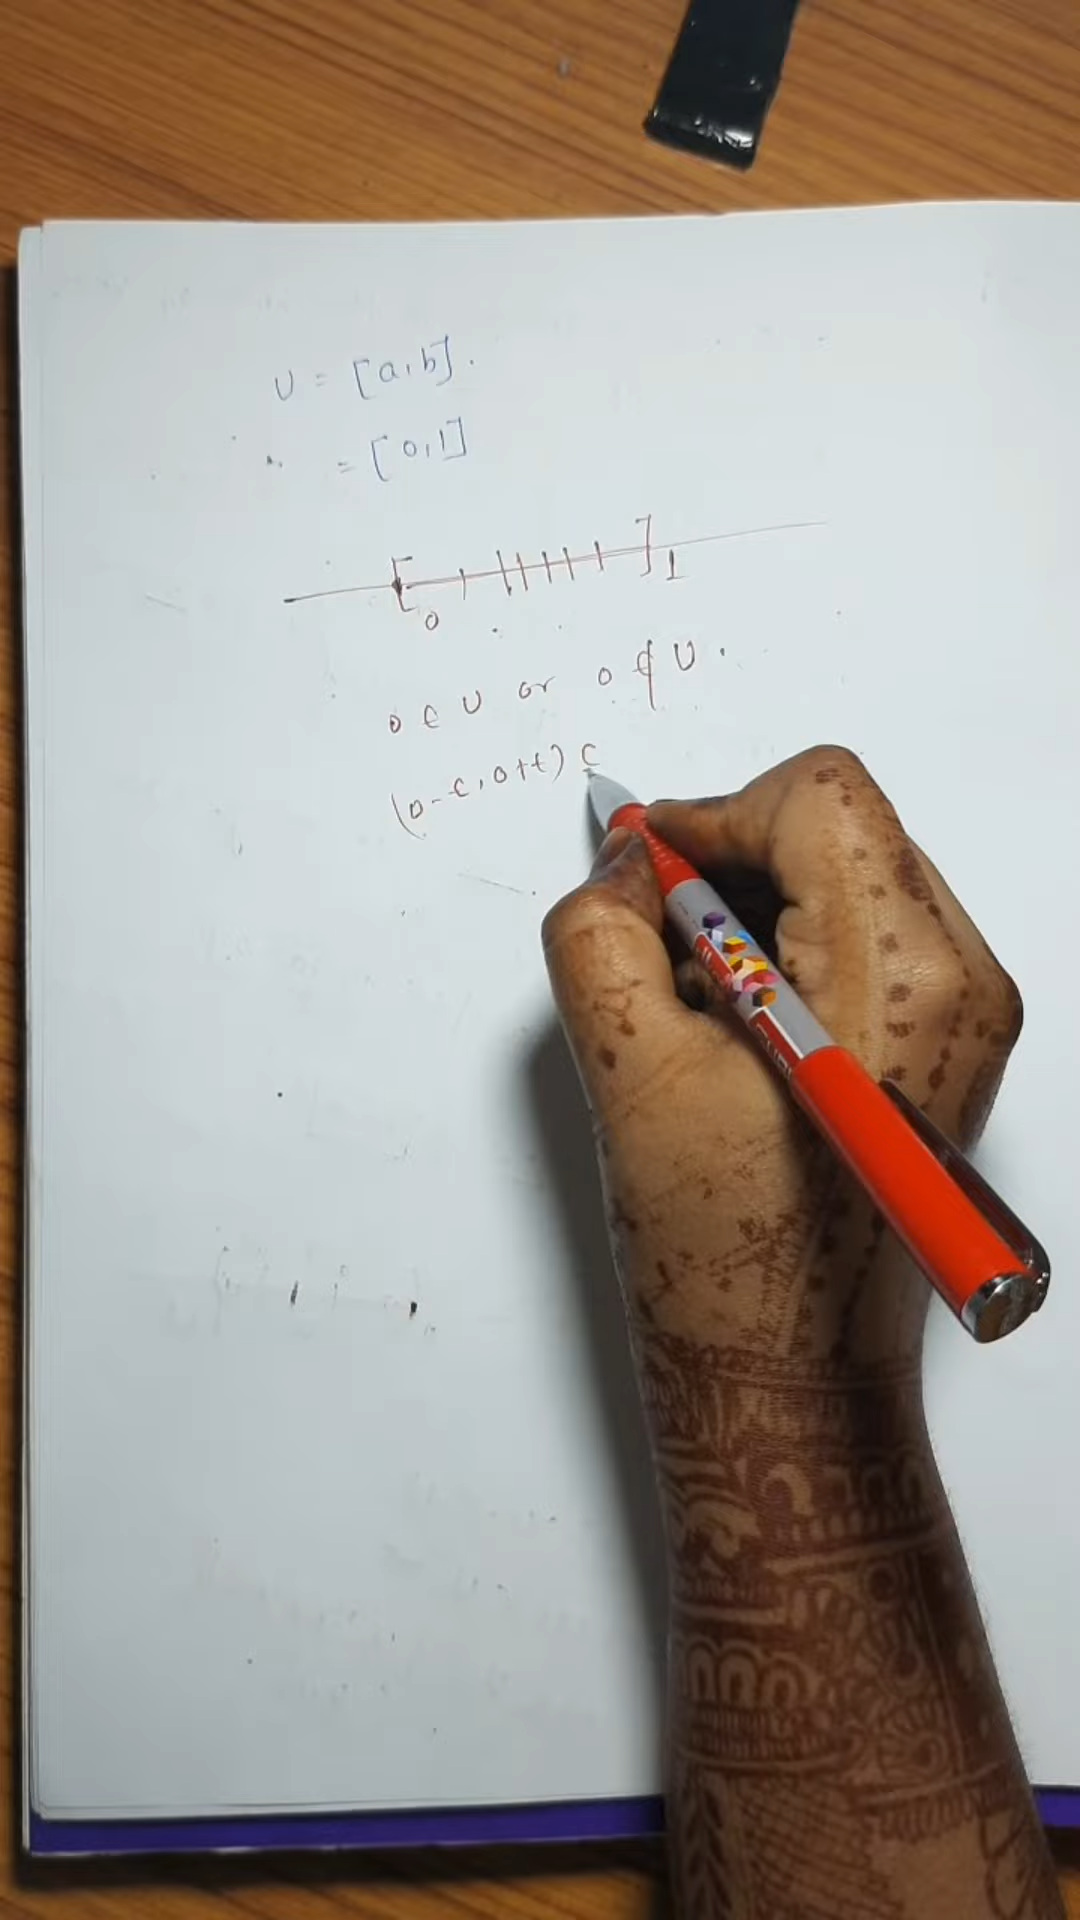 U = [a,b].
= [0,1]
[ ]
0 1
0 ∈ U or 0 ∉ U.
(0-ε, 0+ε) ⊂